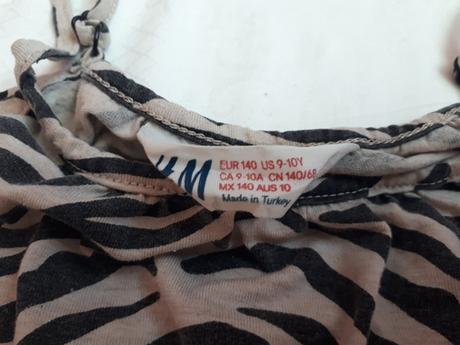 H&M
EUR 140 US 9-10Y
CA 9-10A CN 140/68
MX 140 AUS 10
Made in Turkey